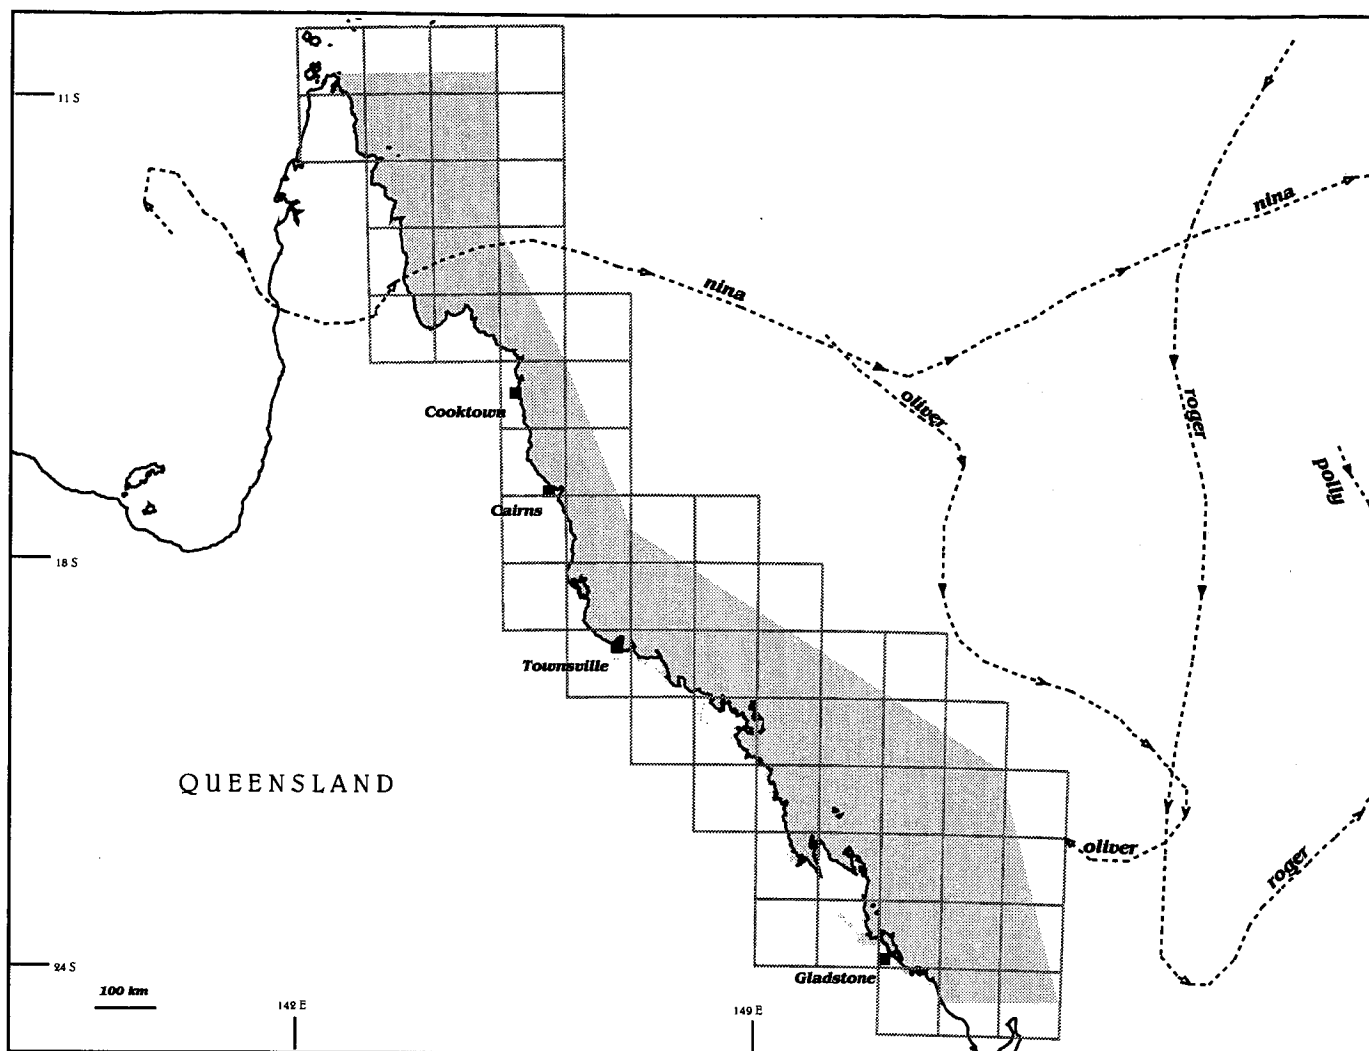 11 S
nina
nina
oliver
roger
Cooktown
polly
Cairns
18 S
Townsville
QUEENSLAND
oliver
roger
24 S
Gladstone
100 km
142 E
149 E